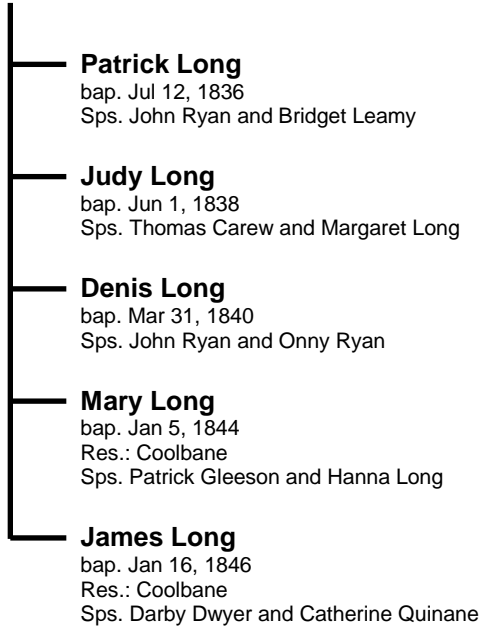 Patrick Long
bap. Jul 12, 1836
Sps. John Ryan and Bridget Leamy
Judy Long
bap. Jun 1, 1838
Sps. Thomas Carew and Margaret Long
Denis Long
bap. Mar 31, 1840
Sps. John Ryan and Onny Ryan
Mary Long
bap. Jan 5, 1844
Res.: Coolbane
Sps. Patrick Gleeson and Hanna Long
James Long
bap. Jan 16, 1846
Res.: Coolbane
Sps. Darby Dwyer and Catherine Quinane